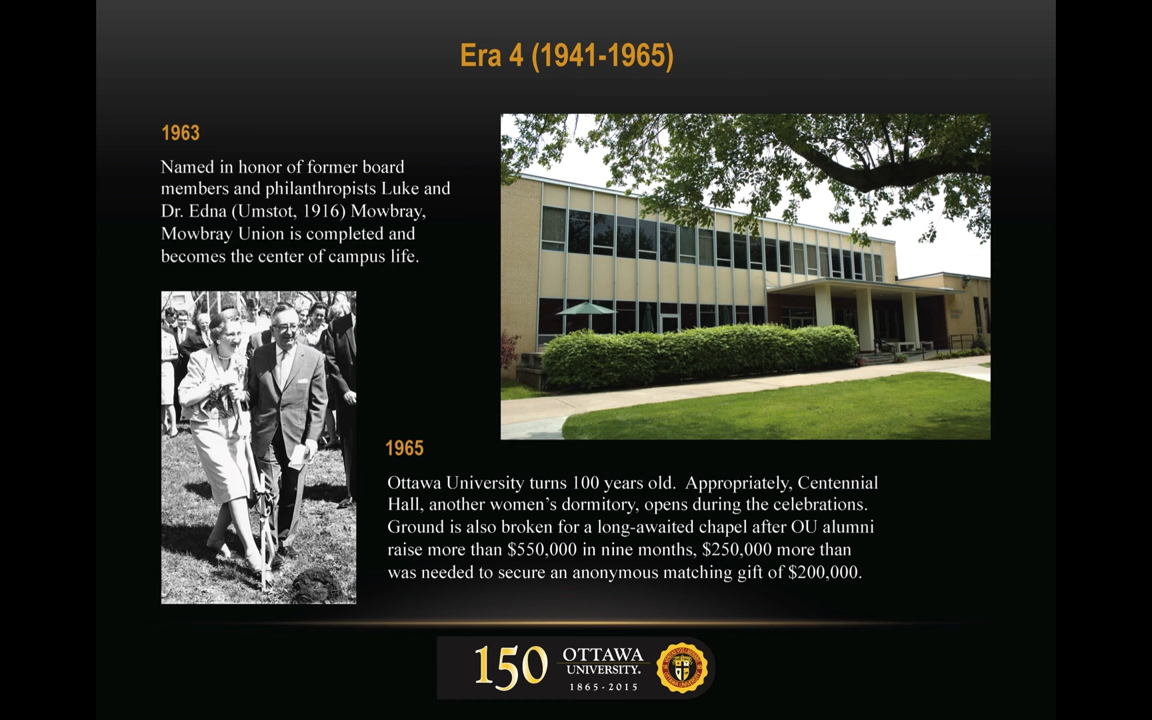 Era 4 (1941-1965)
1963
Named in honor of former board
members and philanthropists Luke and
Dr. Edna (Umstot, 1916) Mowbray,
Mowbray Union is completed and
becomes the center of campus life.
1965
Ottawa University turns 100 years old.  Appropriately, Centennial
Hall, another women's dormitory, opens during the celebrations.
Ground is also broken for a long-awaited chapel after OU alumni
raise more than $550,000 in nine months, $250,000 more than
was needed to secure an anonymous matching gift of $200,000.
150
OTTAWA
UNIVERSITY®
1865-2015